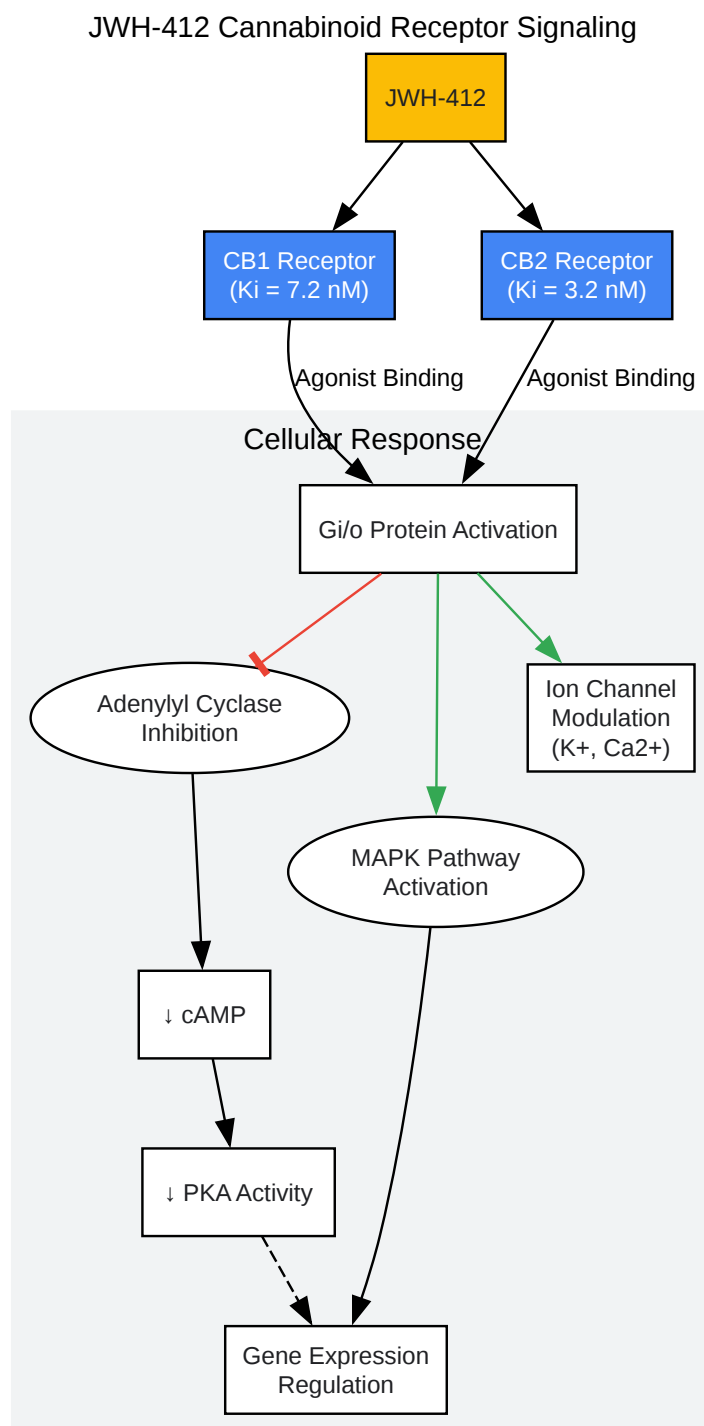 JWH-412 Cannabinoid Receptor Signaling
JWH-412
CB1 Receptor
(Ki = 7.2 nM)
CB2 Receptor
(Ki = 3.2 nM)
Agonist Binding
Agonist Binding
Cellular Response
Gi/o Protein Activation
Adenylyl Cyclase
Inhibition
Ion Channel
Modulation
(K+, Ca2+)
MAPK Pathway
Activation
↓ cAMP
↓ PKA Activity
Gene Expression
Regulation